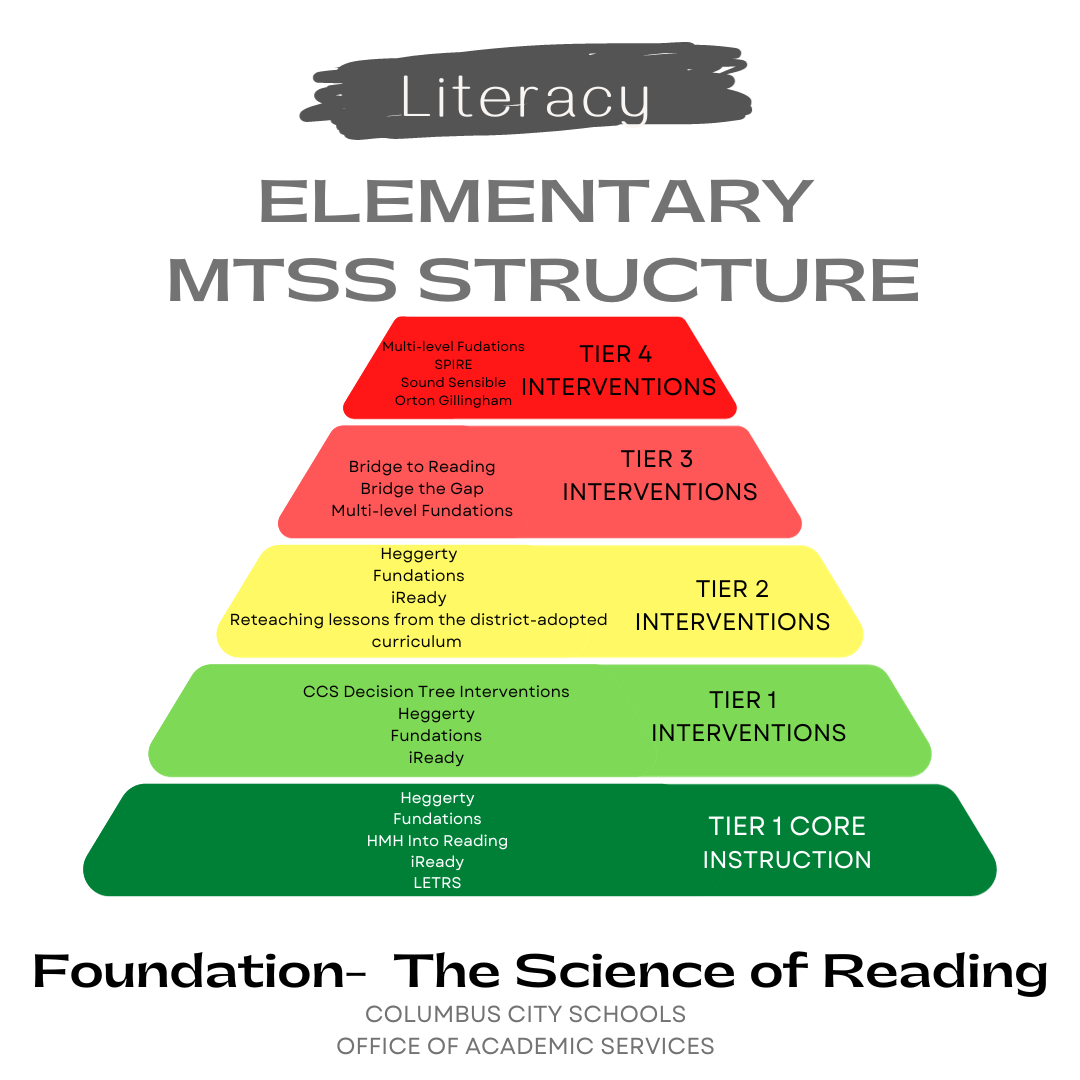 Literacy
ELEMENTARY
MTSS STRUCTURE
Multi-level Fudations
SPIRE
Sound Sensible
Orton Gillingham
TIER 4
INTERVENTIONS
Bridge to Reading
Bridge the Gap
Multi-level Fundations
TIER 3
INTERVENTIONS
Heggerty
Fundations
iReady
Reteaching lessons from the district-adopted
curriculum
TIER 2
INTERVENTIONS
CCS Decision Tree Interventions
Heggerty
Fundations
iReady
TIER 1
INTERVENTIONS
Heggerty
Fundations
HMH Into Reading
iReady
LETRS
TIER 1 CORE
INSTRUCTION
Foundation- The Science of Reading
COLUMBUS CITY SCHOOLS
OFFICE OF ACADEMIC SERVICES